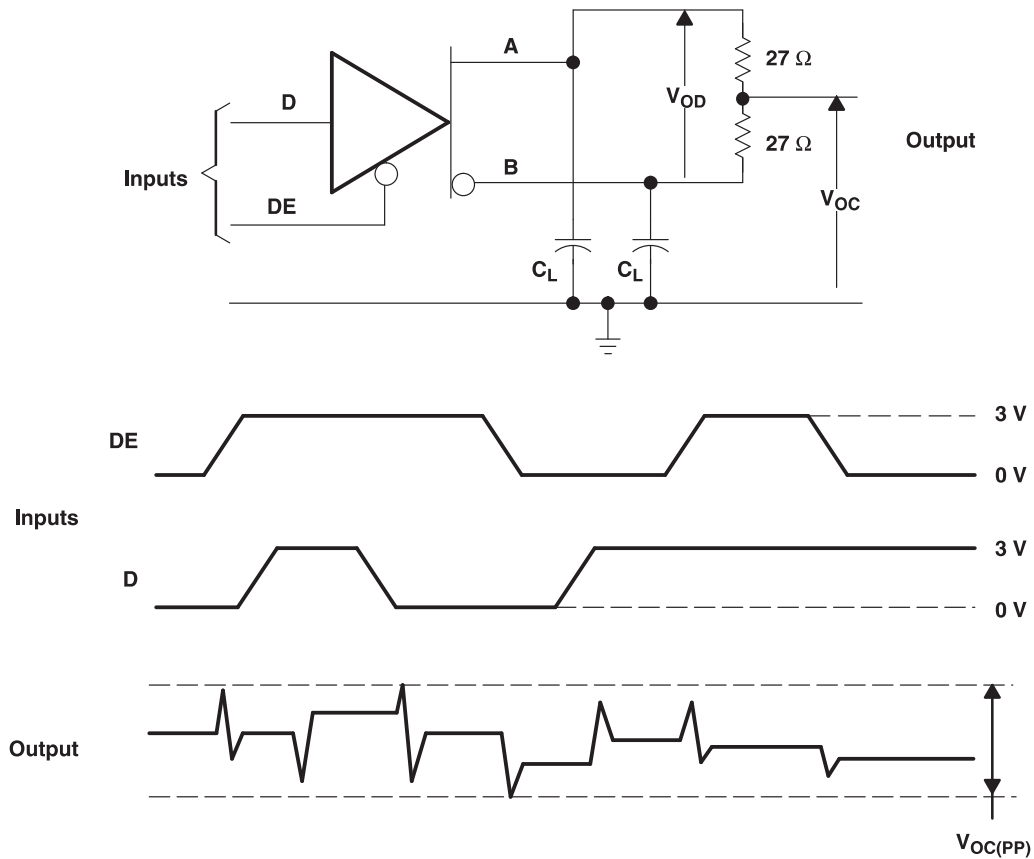 A
27 Ω
D
VOD
27 Ω
Output
Inputs
B
DE
VOC
CL
CL
DE
3 V
0 V
Inputs
D
3 V
0 V
Output
VOC(PP)